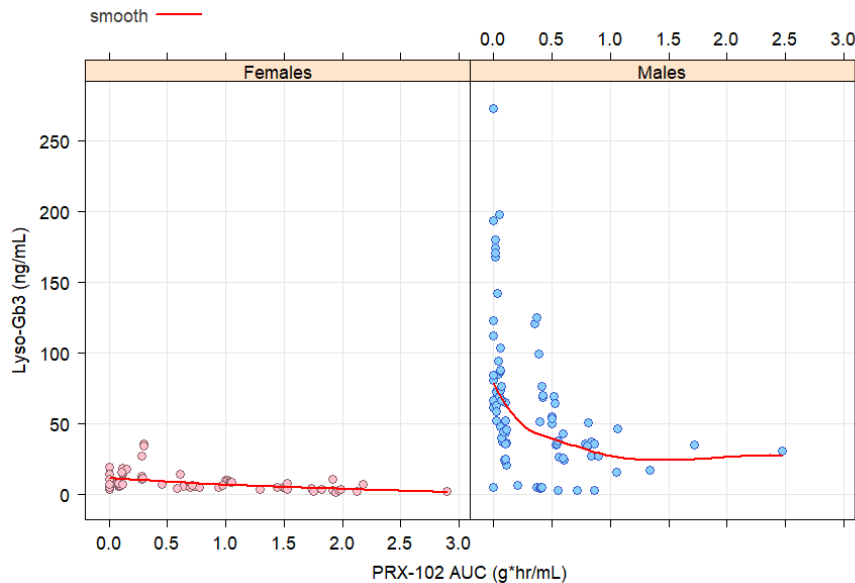 smooth
0.0 0.5 1.0 1.5 2.0 2.5 3.0
Females Males
250
200
150
100
50
0
Lyso-Gb3 (ng/mL)
0.0 0.5 1.0 1.5 2.0 2.5 3.0
PRX-102 AUC (g*hr/mL)